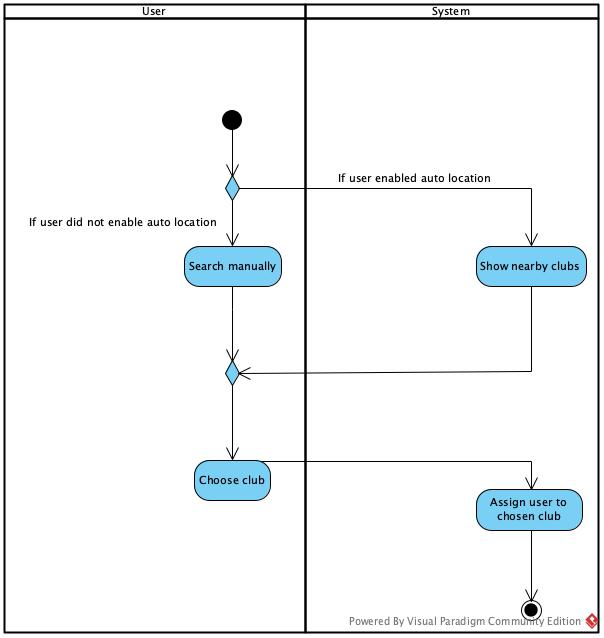 User
System
If user enabled auto location
If user did not enable auto location
Search manually
Show nearby clubs
Choose club
Assign user to
chosen club
Powered By Visual Paradigm Community Edition